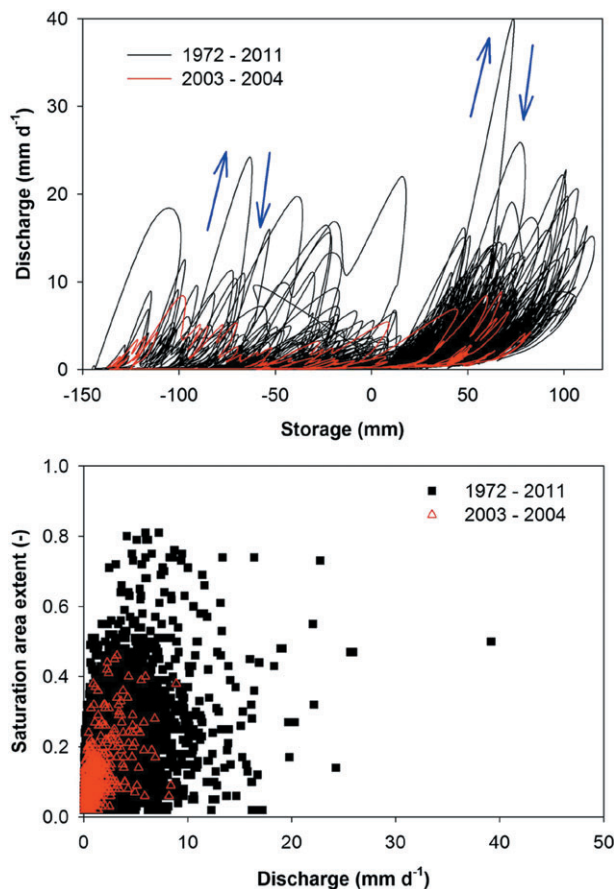 40
30
20
10
0
Discharge (mm d⁻¹)
1972 - 2011
2003 - 2004
-150 -100 -50 0 50 100
Storage (mm)
1.0
0.8
0.6
0.4
0.2
0.0
Saturation area extent (-)
1972 - 2011
2003 - 2004
0 10 20 30 40 50
Discharge (mm d⁻¹)